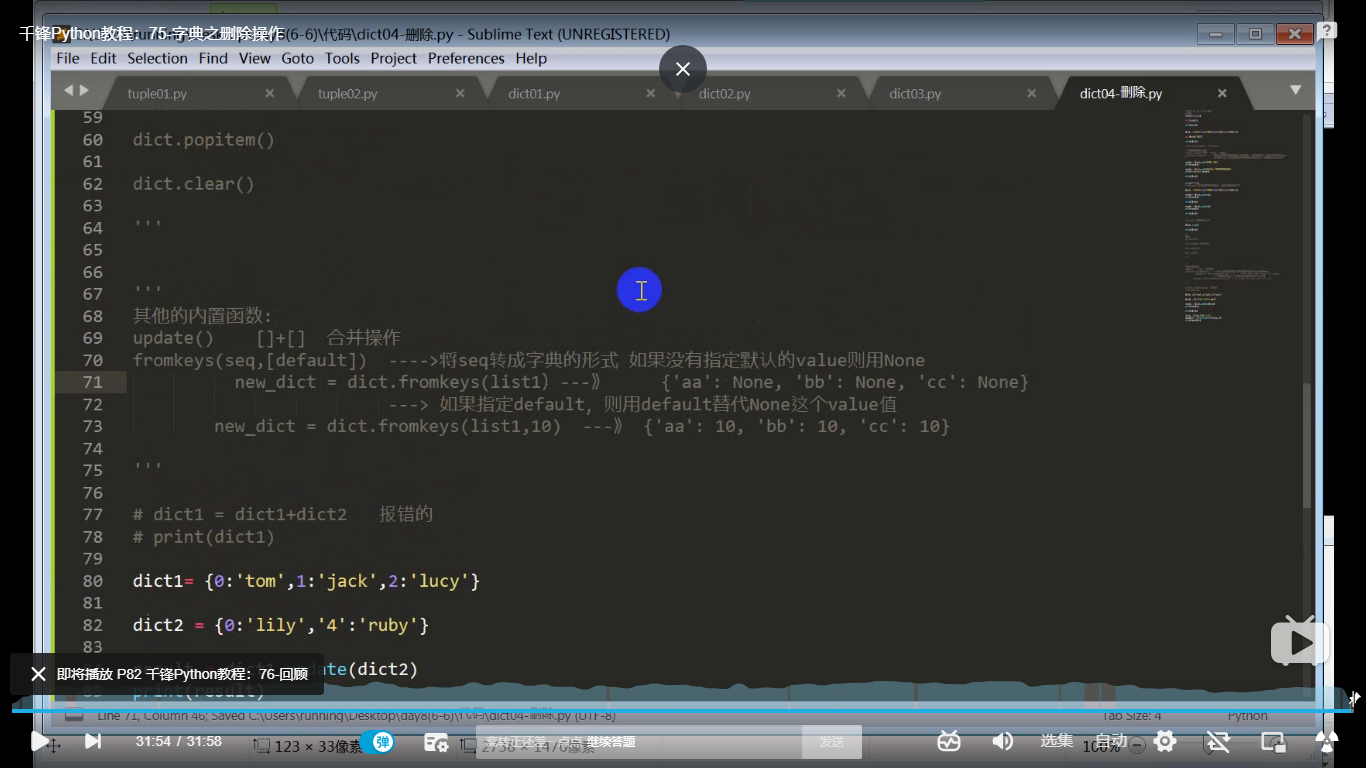 千锋Python教程：75-字典之删除操作
(6-6)\代码\dict04-删除.py - Sublime Text (UNREGISTERED)
File Edit Selection Find View Goto Tools Project Preferences Help
tuple01.py tuple02.py dict01.py dict02.py dict03.py dict04-删除.py
59
60 dict.popitem()
61
62 dict.clear()
63
64 '''
65
66
67 '''
68 其他的内置函数:
69 update() []+[] 合并操作
70 fromkeys(seq,[default]) ---->将seq转成字典的形式 如果没有指定默认的value则用None
71 new_dict = dict.fromkeys(list1) ---》 {'aa': None, 'bb': None, 'cc': None}
72 ---> 如果指定default, 则用default替代None这个value值
73 new_dict = dict.fromkeys(list1,10) ---》 {'aa': 10, 'bb': 10, 'cc': 10}
74
75 '''
76
77 # dict1 = dict1+dict2 报错的
78 # print(dict1)
79
80 dict1= {0:'tom',1:'jack',2:'lucy'}
81
82 dict2 = {0:'lily','4':'ruby'}
83
ate(dict2)
即将播放 P82 千锋Python教程：76-回顾
85 print(result)
Line 71, Column 46; Saved C:\Users\running\Desktop\day8(6-6)\代码\dict04-删除.py (UTF-8) Tab Size: 4 Python
31:54 / 31:58 123 × 33像素 弹 继续答题 发送 选集 自动 100%